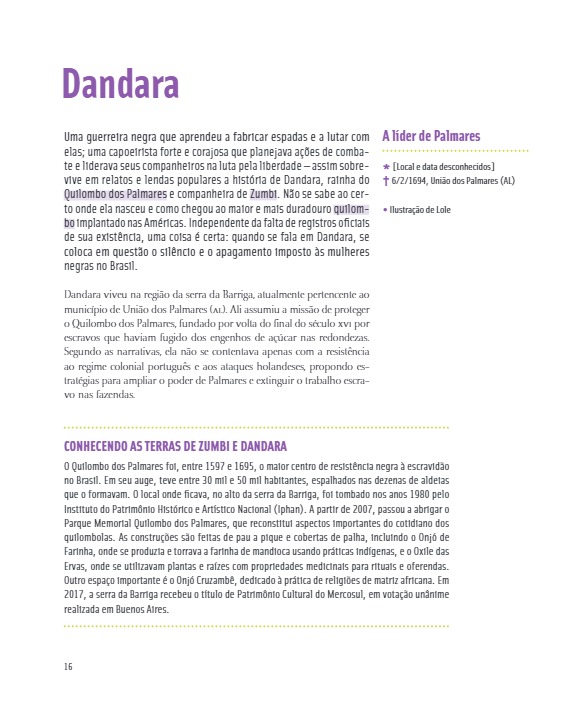 Dandara
Uma guerreira negra que aprendeu a fabricar espadas e a lutar com
elas; uma capoeirista forte e corajosa que planejava ações de comba-
te e liderava seus companheiros na luta pela liberdade – assim sobre-
vive em relatos e lendas populares a história de Dandara, rainha do
Quilombo dos Palmares e companheira de Zumbi. Não se sabe ao cer-
to onde ela nasceu e como chegou ao maior e mais duradouro quilom-
bo implantado nas Américas. Independente da falta de registros oficiais
de sua existência, uma coisa é certa: quando se fala em Dandara, se
coloca em questão o silêncio e o apagamento imposto às mulheres
negras no Brasil.
A líder de Palmares
★ [Local e data desconhecidos]
† 6/2/1694, União dos Palmares (AL)
• Ilustração de Lole
Dandara viveu na região da serra da Barriga, atualmente pertencente ao
município de União dos Palmares (AL). Ali assumiu a missão de proteger
o Quilombo dos Palmares, fundado por volta do final do século XVI por
escravos que haviam fugido dos engenhos de açúcar nas redondezas.
Segundo as narrativas, ela não se contentava apenas com a resistência
ao regime colonial português e aos ataques holandeses, propondo es-
tratégias para ampliar o poder de Palmares e extinguir o trabalho escra-
vo nas fazendas.
CONHECENDO AS TERRAS DE ZUMBI E DANDARA
O Quilombo dos Palmares foi, entre 1597 e 1695, o maior centro de resistência negra à escravidão
no Brasil. Em seu auge, teve entre 30 mil e 50 mil habitantes, espalhados nas dezenas de aldeias
que o formavam. O local onde ficava, no alto da serra da Barriga, foi tombado nos anos 1980 pelo
Instituto do Patrimônio Histórico e Artístico Nacional (Iphan). A partir de 2007, passou a abrigar o
Parque Memorial Quilombo dos Palmares, que reconstitui aspectos importantes do cotidiano dos
quilombolas. As construções são feitas de pau a pique e cobertas de palha, incluindo o Onjó de
Farinha, onde se produzia e torrava a farinha de mandioca usando práticas indígenas, e o Oxile das
Ervas, onde se utilizavam plantas e raízes com propriedades medicinais para rituais e oferendas.
Outro espaço importante é o Onjó Cruzambê, dedicado à prática de religiões de matriz africana. Em
2017, a serra da Barriga recebeu o título de Patrimônio Cultural do Mercosul, em votação unânime
realizada em Buenos Aires.
16